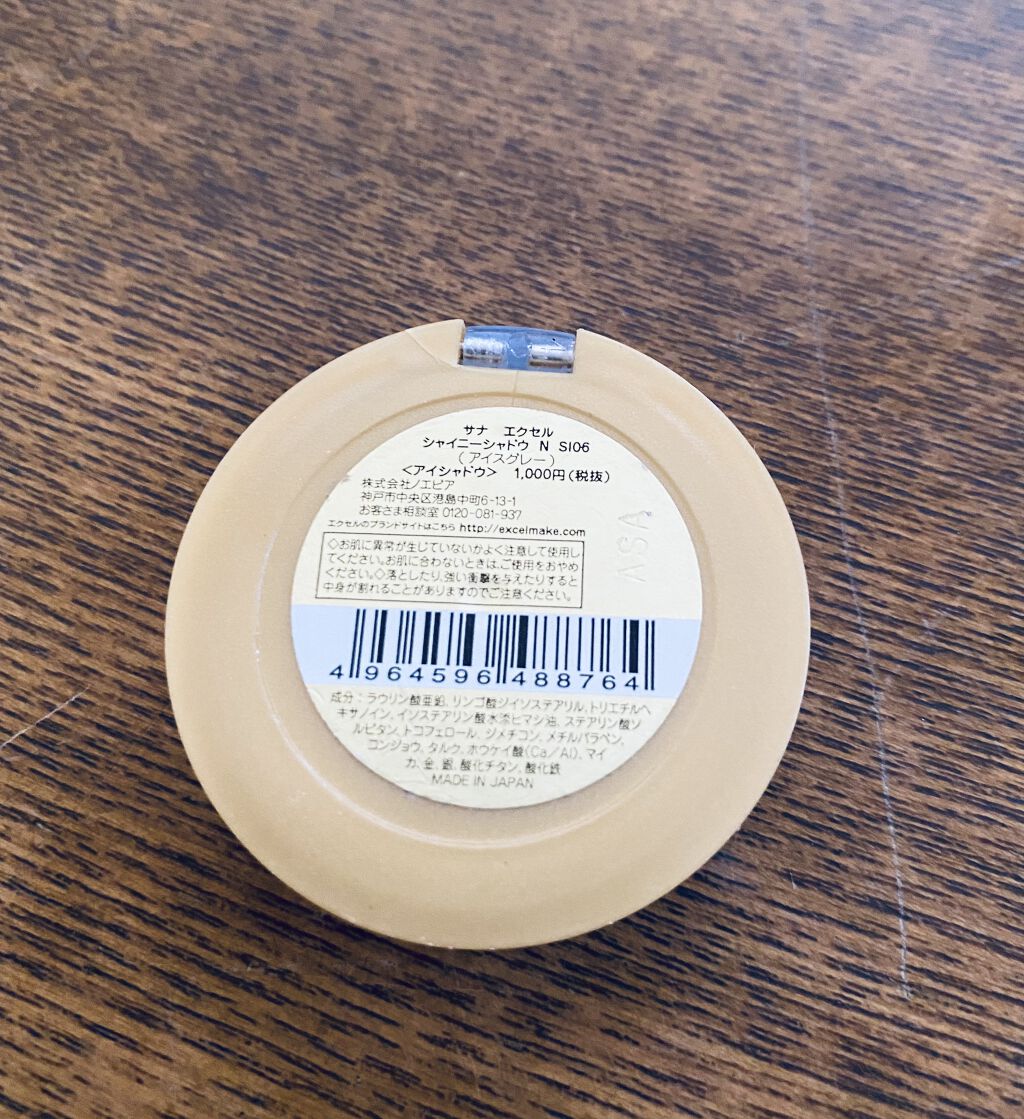 サナ エクセル
シャイニーシャドウ N SI06
(アイスグレー)
<アイシャドウ> 1,000円(税抜)
株式会社ノエビア
神戸市中央区港島中町6-13-1
お客さま相談室 0120-081-937
エクセルのブランドサイトはこちら http://excelmake.com
◇お肌に異常が生じていないかよく注意して使用し
てください。お肌に合わないときは、ご使用をおやめ
ください。◇落としたり、強い衝撃を与えたりすると
中身が割れることがありますのでご注意ください。
ASA
4964596488764
成分:ラウリン酸亜鉛、リンゴ酸ジイソステアリル、トリエチルヘ
キサノイン、イソステアリン酸水添ヒマシ油、ステアリン酸ソ
ルビタン、トコフェロール、ジメチコン、メチルパラベン、
コンジョウ、タルク、ホウケイ酸(Ca/Al)、マイ
カ、金、銀、酸化チタン、酸化鉄
MADE IN JAPAN